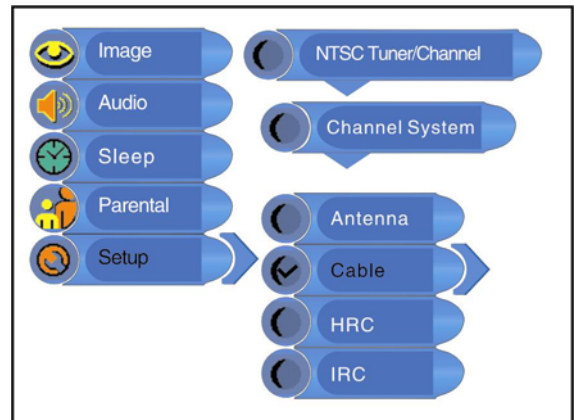 Image
Audio
Sleep
Parental
Setup
NTSC Tuner/Channel
Channel System
Antenna
Cable
HRC
IRC